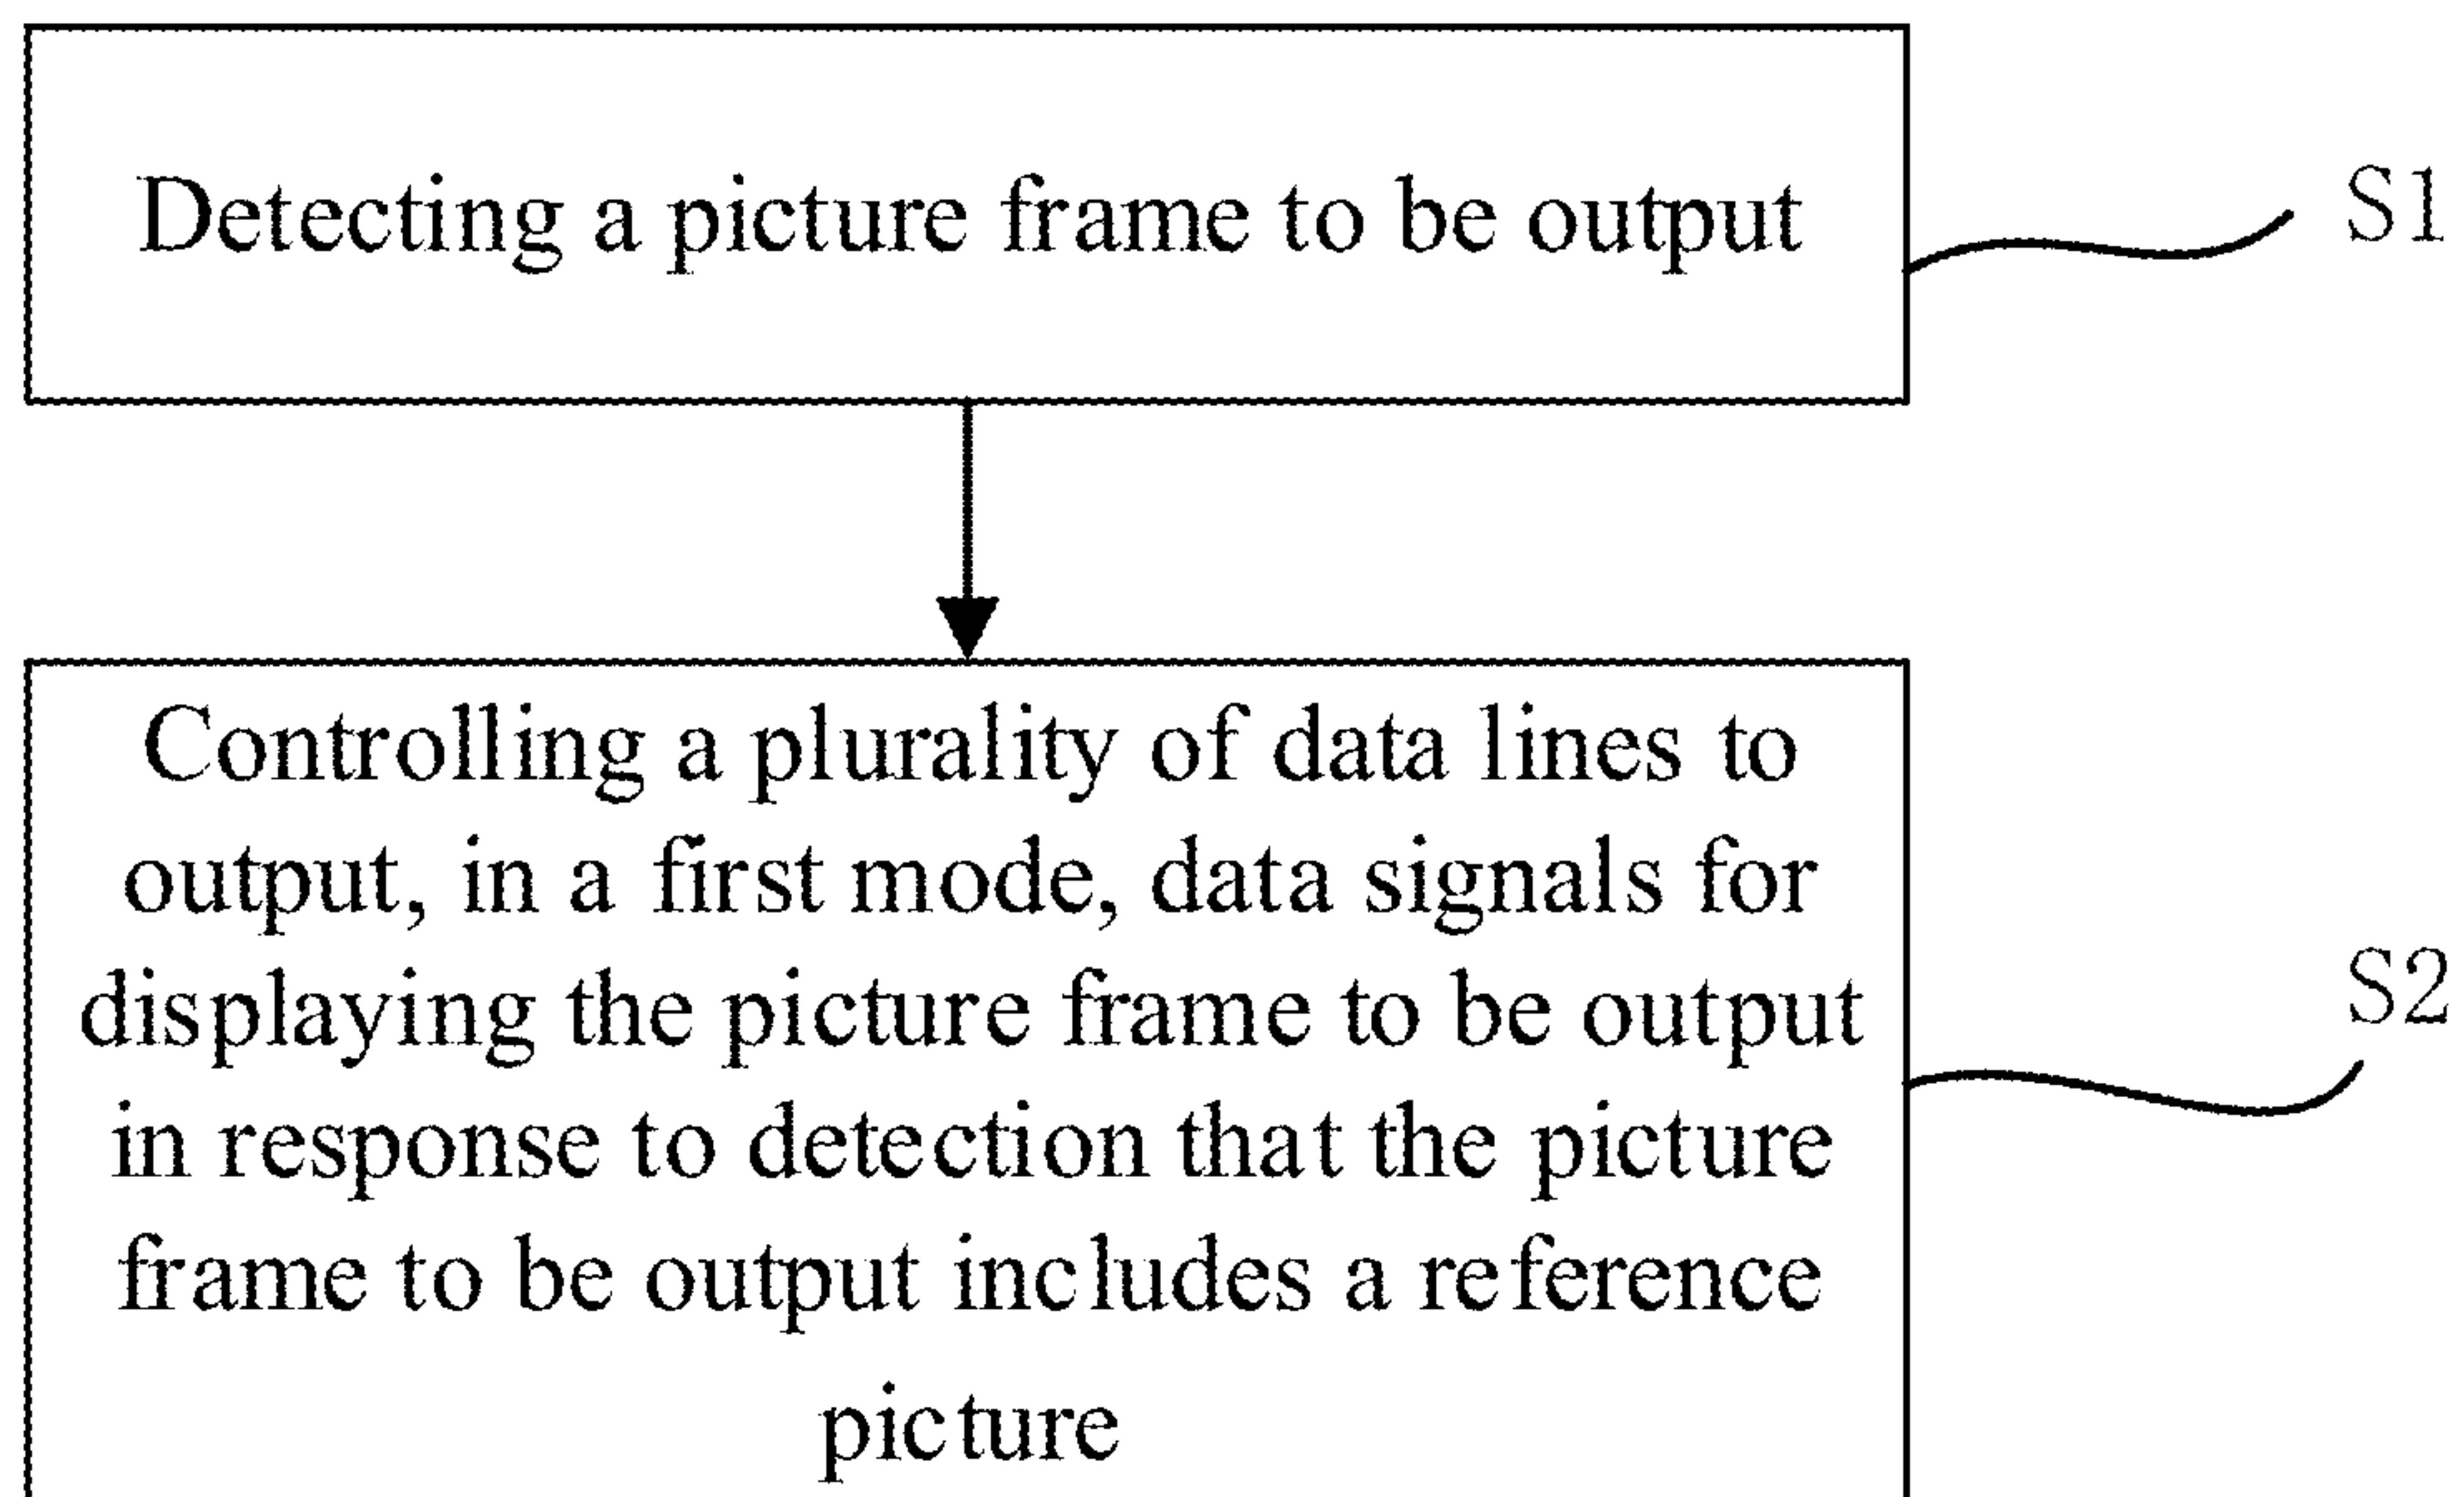 Detecting a picture frame to be output
S1
Controlling a plurality of data lines to
output, in a first mode, data signals for
displaying the picture frame to be output
in response to detection that the picture
frame to be output includes a reference
picture
S2